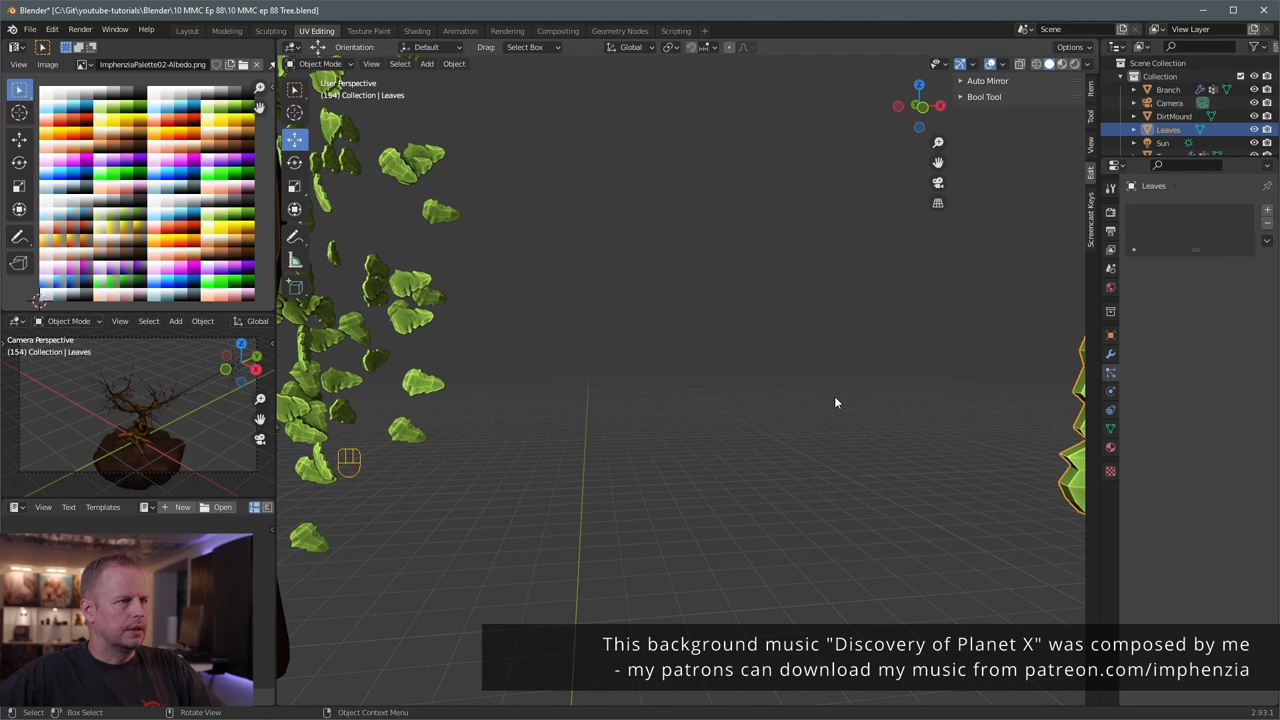 Blender* [C:\Git\youtube-tutorials\Blender\10 MMC Ep 88\10 MMC ep 88 Tree.blend]
File Edit Render Window Help Layout Modeling Sculpting UV Editing Texture Paint Shading Animation Rendering Compositing Geometry Nodes Scripting Scene View Layer
Orientation: Default Drag: Select Box Global Options
View Image ImphenziaPalette02-Albedo.png Object Mode View Select Add Object
User Perspective
(154) Collection | Leaves
Auto Mirror
Bool Tool
Item
Tool
View
Edit
Screencast Keys
Scene Collection
Collection
Branch
Camera
DirtMound
Leaves
Sun
Leaves
Object Mode View Select Add Object Global
Camera Perspective
(154) Collection | Leaves
View Text Templates New Open
This background music "Discovery of Planet X" was composed by me
- my patrons can download my music from patreon.com/imphenzia
Select Box Select Rotate View Object Context Menu 2.93.1